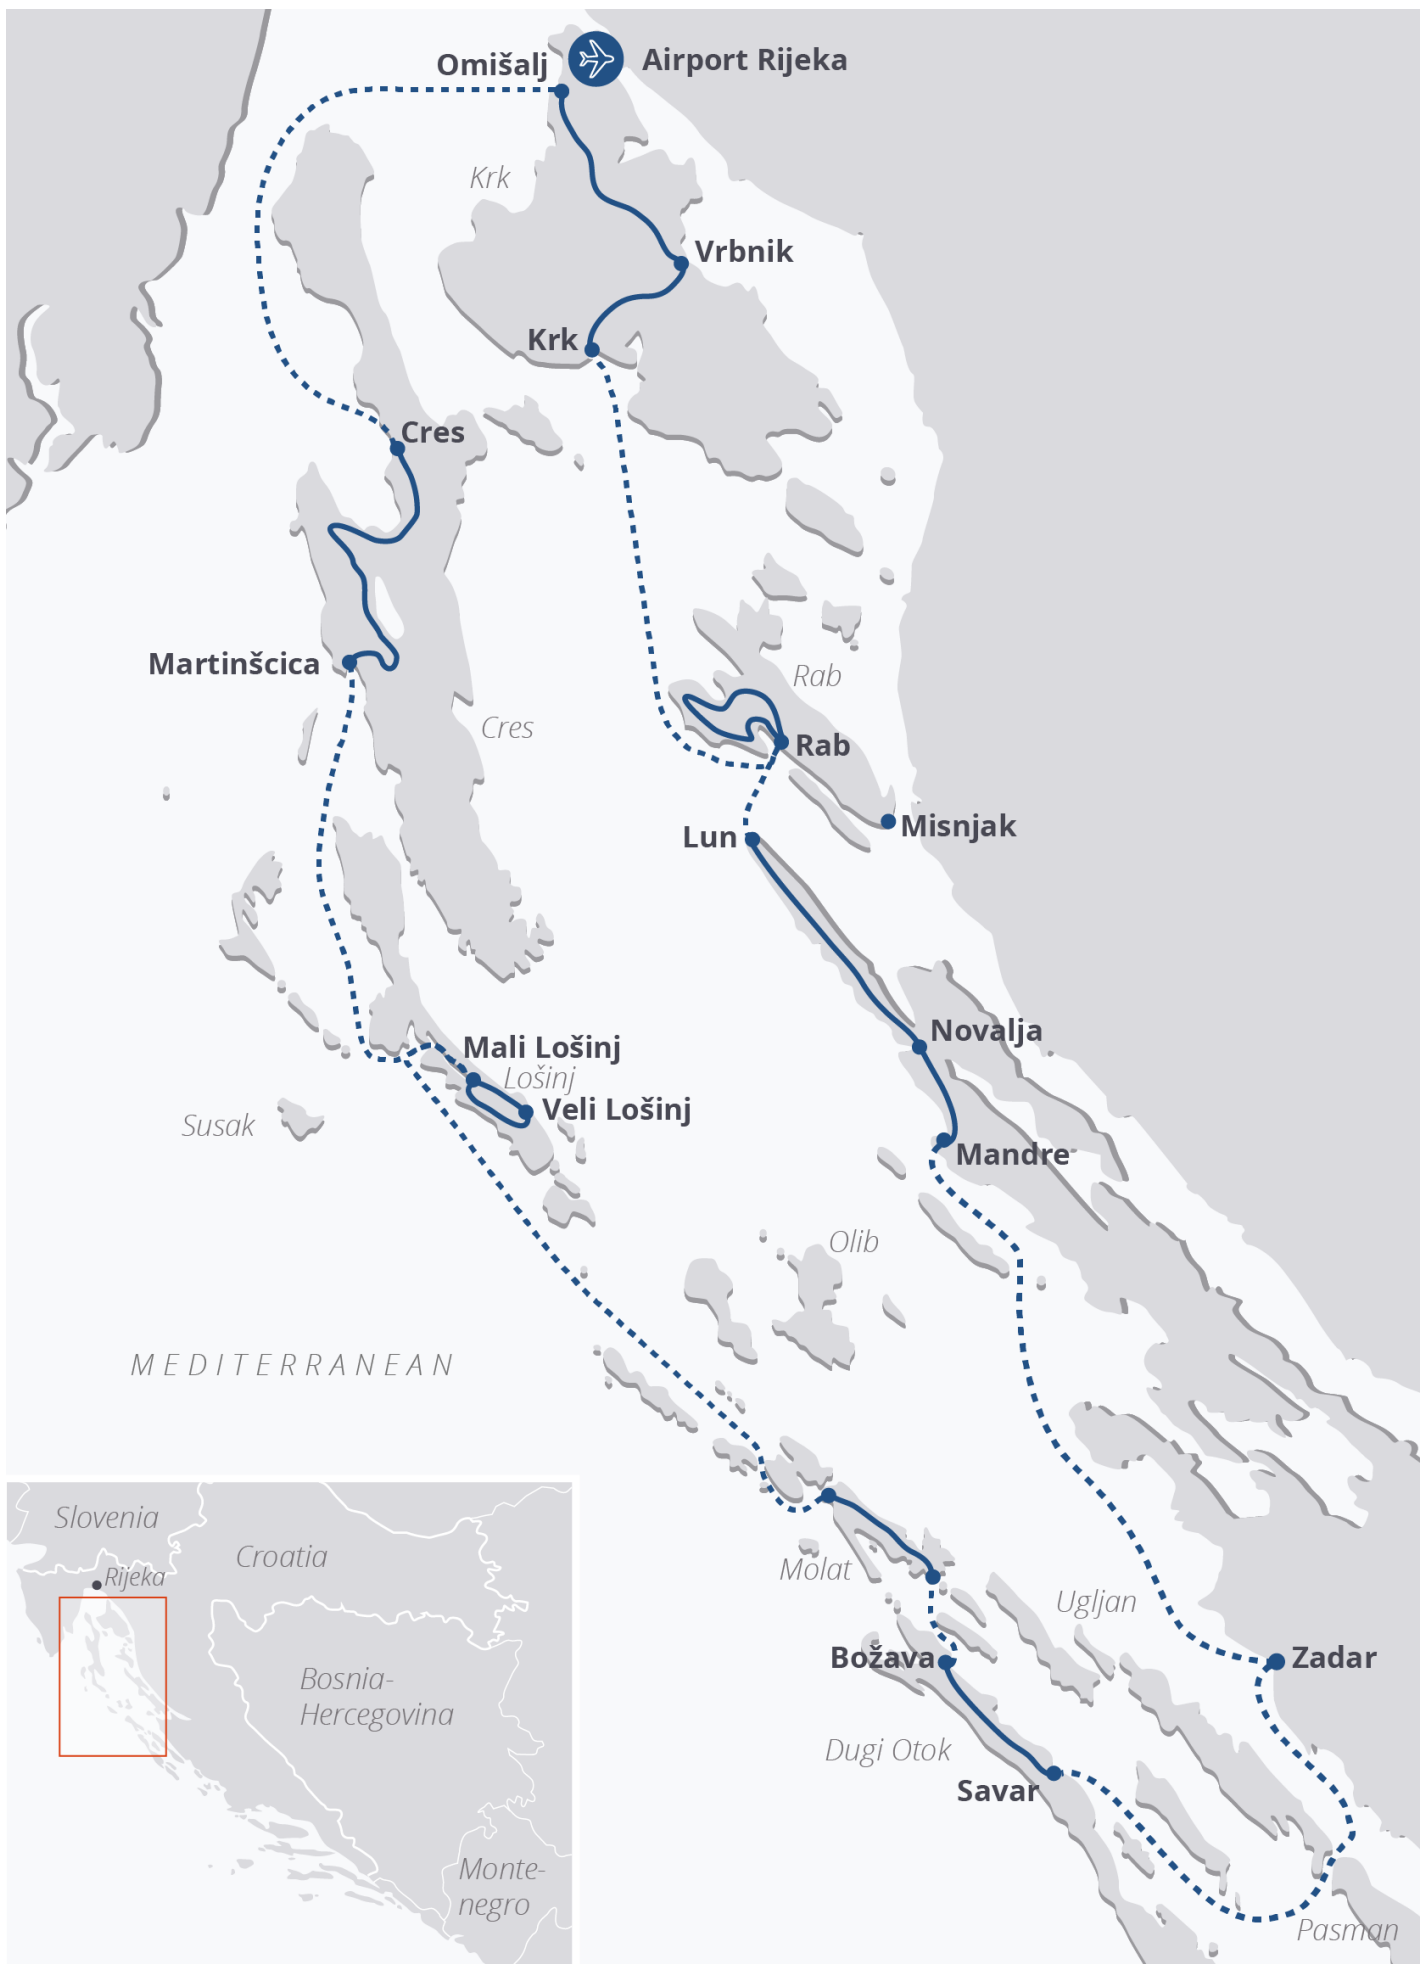 Omišalj
Airport Rijeka
Krk
Vrbnik
Krk
Cres
Martinšcica
Rab
Cres
Rab
Misnjak
Lun
Novalja
Mali Lošinj
Lošinj
Veli Lošinj
Susak
Mandre
Olib
MEDITERRANEAN
Molat
Ugljan
Božava
Zadar
Dugi Otok
Savar
Pasman
Slovenia
Croatia
Rijeka
Bosnia-
Hercegovina
Monte-
negro